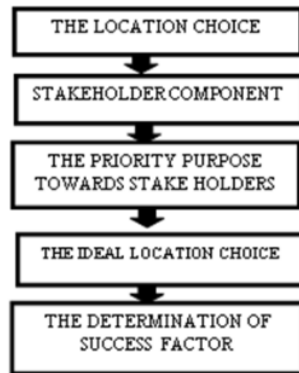 THE LOCATION CHOICE
STAKEHOLDER COMPONENT
THE PRIORITY PURPOSE
TOWARDS STAKE HOLDERS
THE IDEAL LOCATION CHOICE
THE DETERMINATION OF
SUCCESS FACTOR